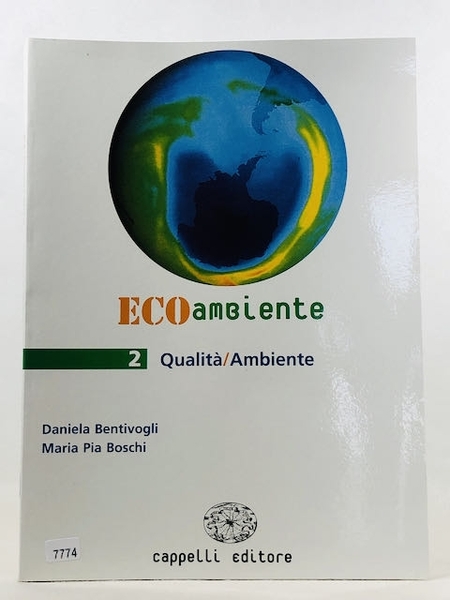 ECOambiente
2 Qualità/Ambiente
Daniela Bentivogli
Maria Pia Boschi
7774
cappelli editore